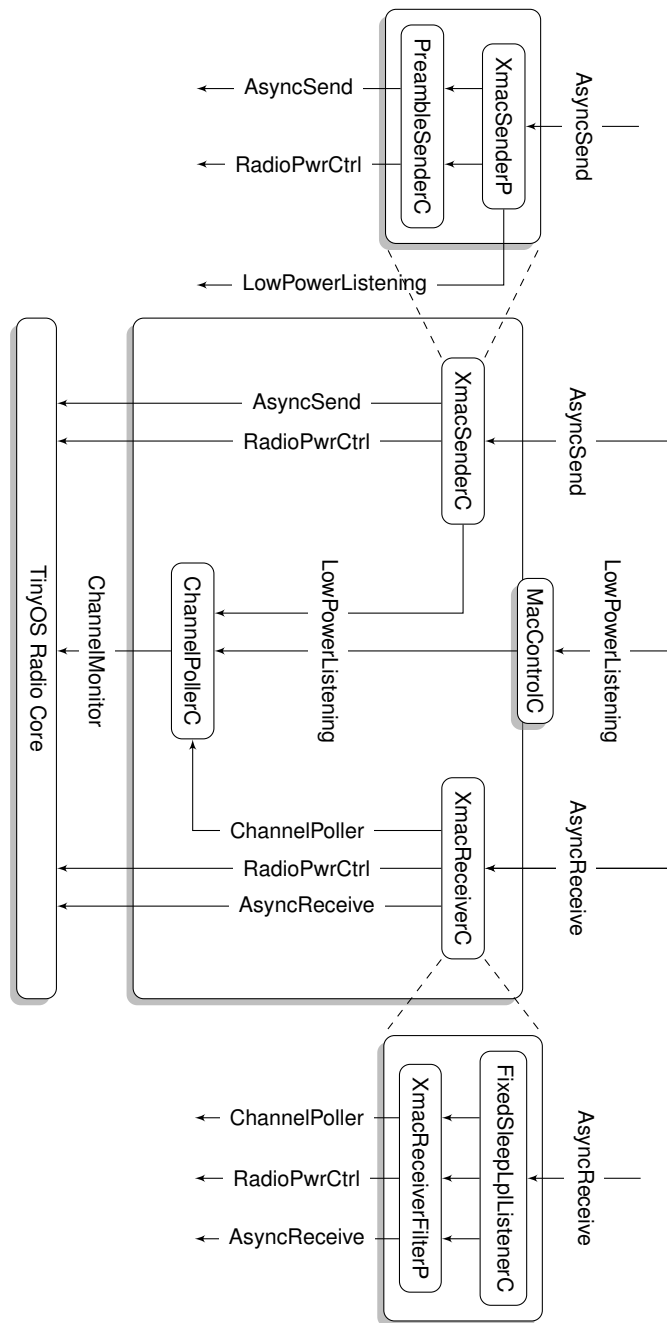 AsyncSend
XmacSenderP
PreambleSenderC
AsyncSend
RadioPwrCtrl
LowPowerListening
AsyncSend
LowPowerListening
AsyncReceive
MacControlC
XmacSenderC
XmacReceiverC
AsyncSend
RadioPwrCtrl
LowPowerListening
ChannelPoller
RadioPwrCtrl
AsyncReceive
ChannelPollerC
ChannelMonitor
TinyOS Radio Core
AsyncReceive
FixedSleepLplListenerC
XmacReceiverFilterP
ChannelPoller
RadioPwrCtrl
AsyncReceive